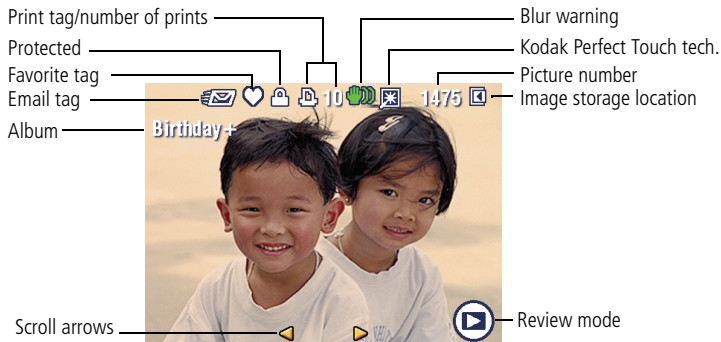 Print tag/number of prints
Protected
Favorite tag
Email tag
Album
Scroll arrows
10
1475
Birthday+
Blur warning
Kodak Perfect Touch tech.
Picture number
Image storage location
Review mode